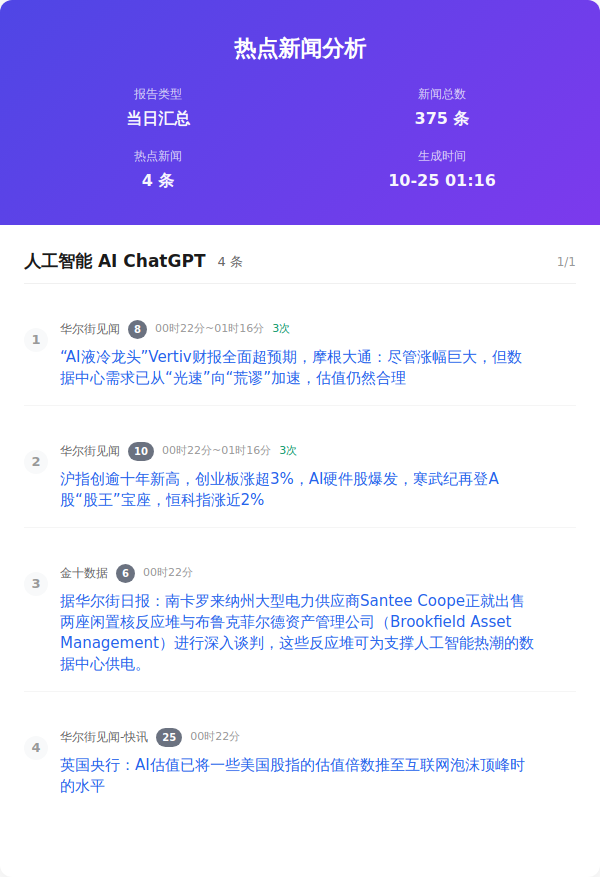 热点新闻分析
报告类型
新闻总数
当日汇总
375 条
热点新闻
生成时间
4 条
10-25 01:16
人工智能 AI ChatGPT 4 条 1/1
1 华尔街见闻 8 00时22分~01时16分 3次
“AI液冷龙头”Vertiv财报全面超预期，摩根大通：尽管涨幅巨大，但数
据中心需求已从“光速”向“荒谬”加速，估值仍然合理
2 华尔街见闻 10 00时22分~01时16分 3次
沪指创逾十年新高，创业板涨超3%，AI硬件股爆发，寒武纪再登A
股“股王”宝座，恒科指涨近2%
3 金十数据 6 00时22分
据华尔街日报：南卡罗来纳州大型电力供应商Santee Coope正就出售
两座闲置核反应堆与布鲁克菲尔德资产管理公司（Brookfield Asset
Management）进行深入谈判，这些反应堆可为支撑人工智能热潮的数
据中心供电。
4 华尔街见闻-快讯 25 00时22分
英国央行：AI估值已将一些美国股指的估值倍数推至互联网泡沫顶峰时
的水平